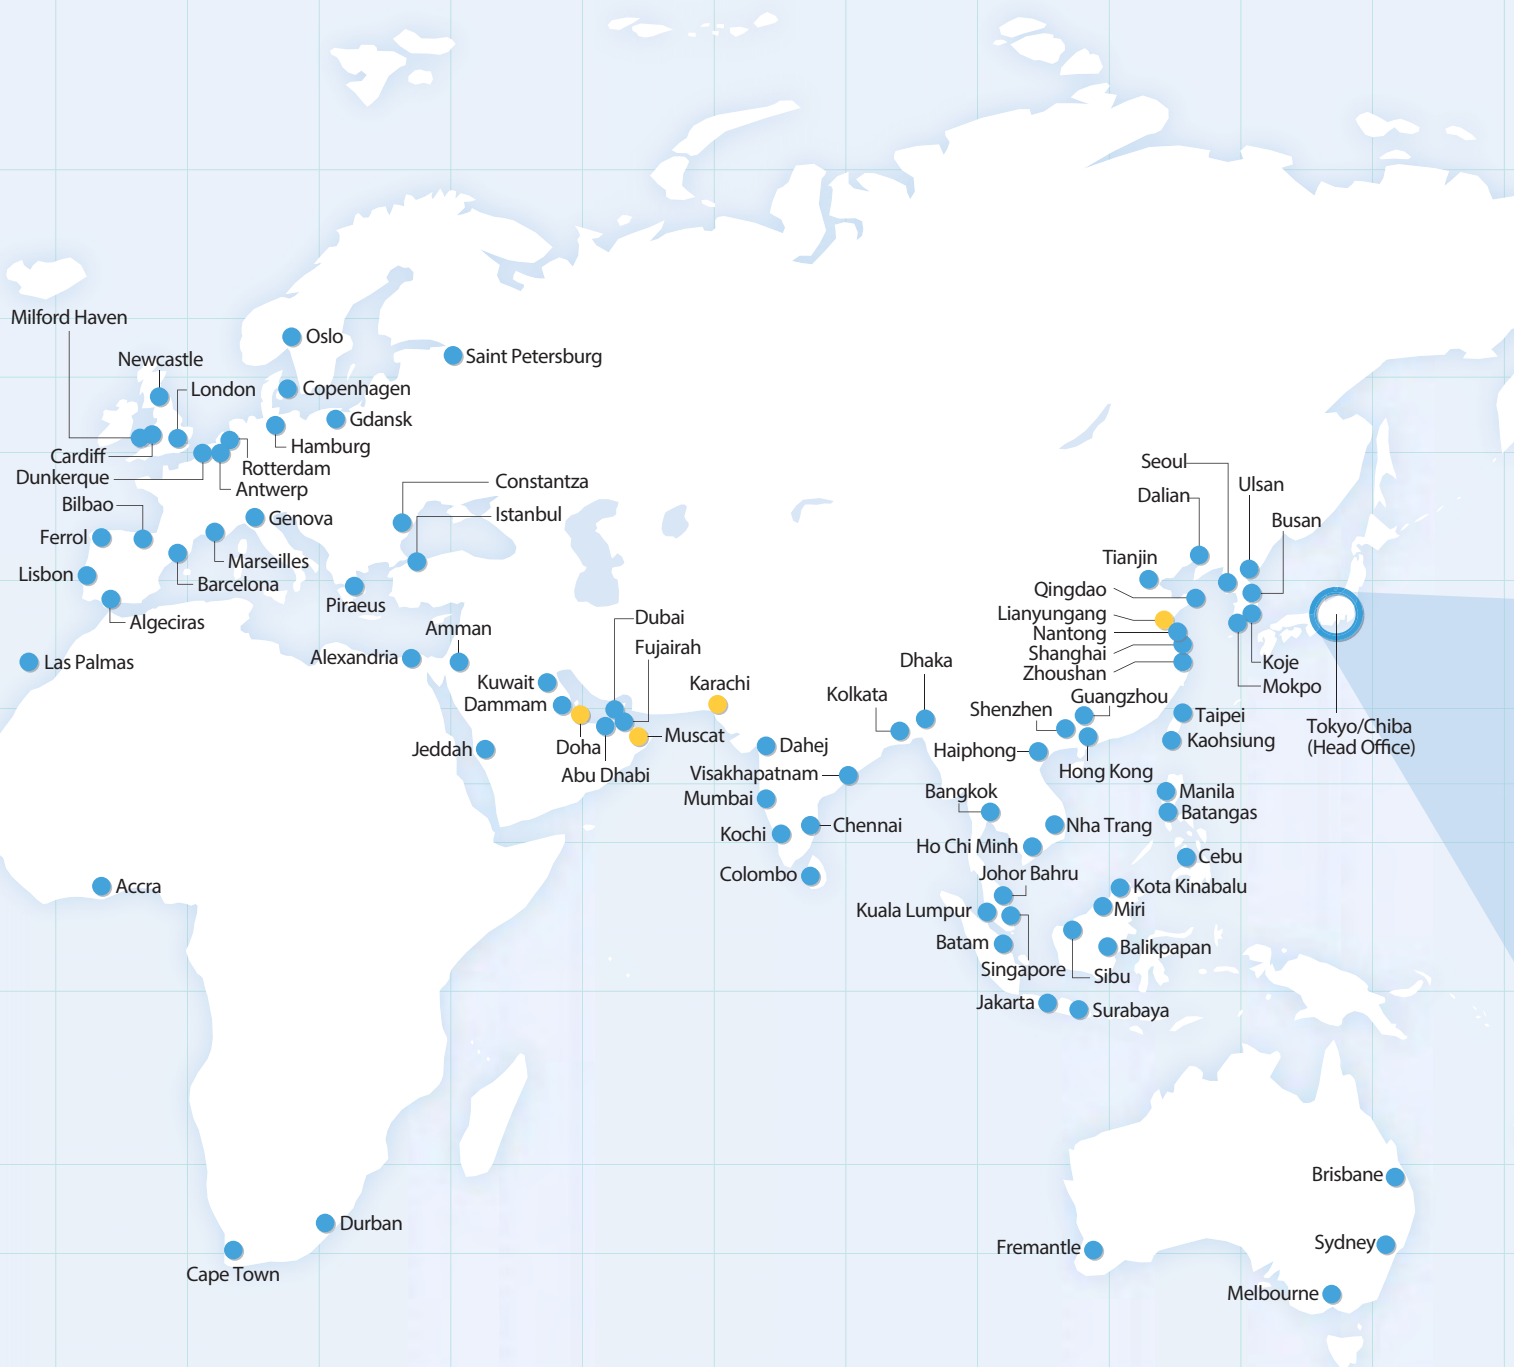 Milford Haven
Oslo
Newcastle
Saint Petersburg
London
Copenhagen
Gdansk
Hamburg
Cardiff
Rotterdam
Dunkerque
Antwerp
Constantza
Bilbao
Istanbul
Genova
Ferrol
Marseilles
Lisbon
Barcelona
Piraeus
Algeciras
Amman
Alexandria
Las Palmas
Dubai
Fujairah
Kuwait
Karachi
Dammam
Muscat
Doha
Jeddah
Abu Dhabi
Dahej
Visakhapatnam
Mumbai
Kochi
Chennai
Colombo
Kolkata
Dhaka
Seoul
Ulsan
Dalian
Busan
Tianjin
Qingdao
Lianyungang
Nantong
Shanghai
Zhoushan
Koje
Mokpo
Guangzhou
Shenzhen
Taipei
Tokyo/Chiba
(Head Office)
Kaohsiung
Haiphong
Hong Kong
Bangkok
Manila
Batangas
Nha Trang
Ho Chi Minh
Cebu
Johor Bahru
Kota Kinabalu
Kuala Lumpur
Miri
Batam
Balikpapan
Singapore
Sibu
Jakarta
Surabaya
Accra
Durban
Cape Town
Brisbane
Fremantle
Sydney
Melbourne